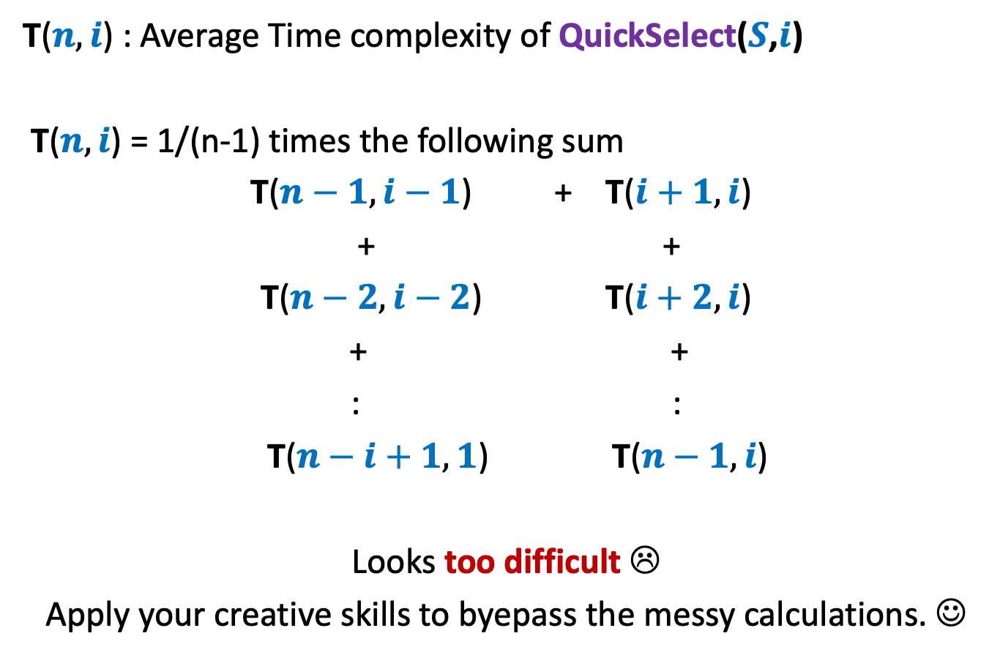 T(n, i) : Average Time complexity of QuickSelect(S,i)
T(n, i) = 1/(n-1) times the following sum
T(n − 1, i − 1) + T(i + 1, i)
+ +
T(n − 2, i − 2) T(i + 2, i)
+ +
: :
T(n − i + 1, 1) T(n − 1, i)
Looks too difficult ☹
Apply your creative skills to byepass the messy calculations. ☺